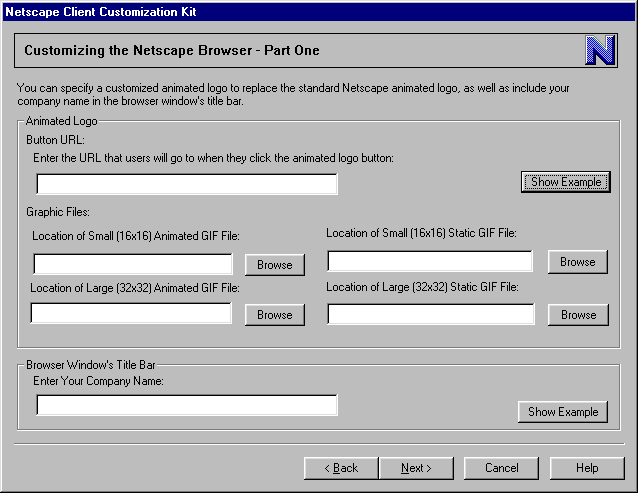 Netscape Client Customization Kit
Customizing the Netscape Browser - Part One
N
You can specify a customized animated logo to replace the standard Netscape animated logo, as well as include your
company name in the browser window's title bar.
Animated Logo
Button URL:
Enter the URL that users will go to when they click the animated logo button:
Show Example
Graphic Files:
Location of Small (16x16) Animated GIF File:
Location of Small (16x16) Static GIF File:
Browse
Browse
Location of Large (32x32) Animated GIF File:
Location of Large (32x32) Static GIF File:
Browse
Browse
Browser Window's Title Bar
Enter Your Company Name:
Show Example
< Back
Next >
Cancel
Help